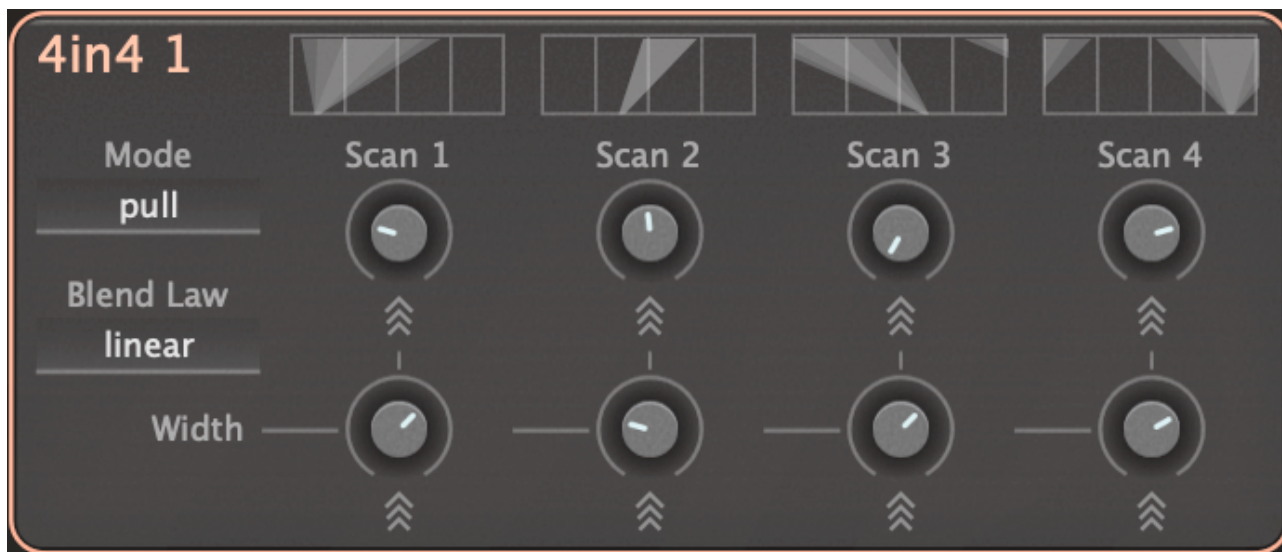 4in4 1
Mode
pull
Blend Law
linear
Scan 1
Scan 2
Scan 3
Scan 4
Width